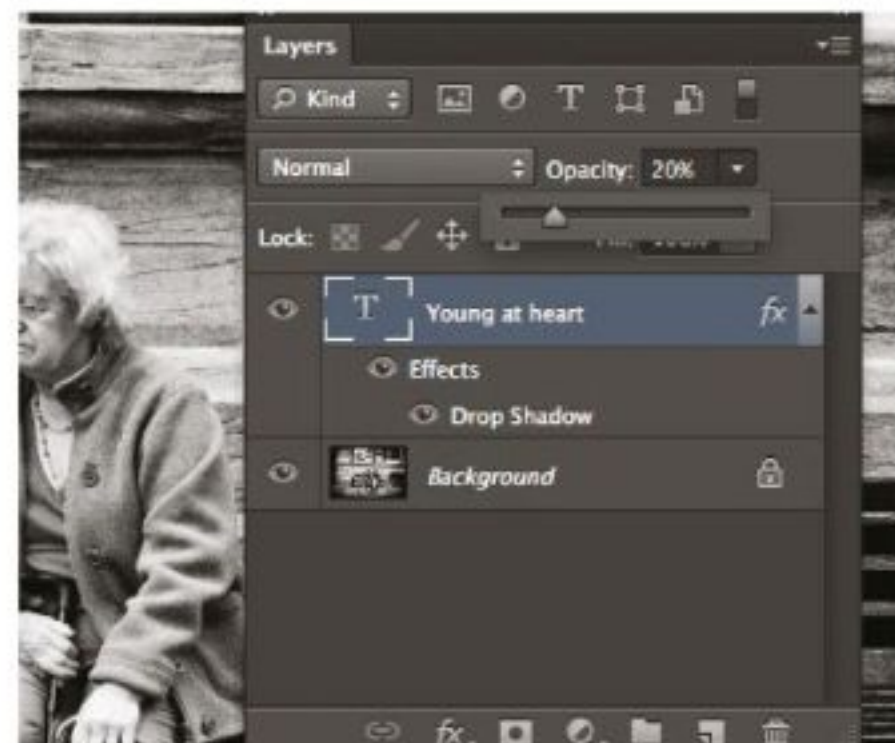 Layers
Kind
Normal Opacity: 20%
Lock:
T Young at heart fx
Effects
Drop Shadow
Background
fx